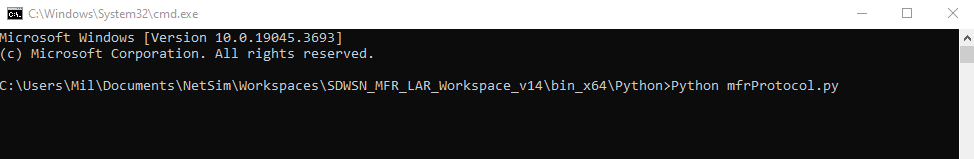 C:\Windows\System32\cmd.exe
Microsoft Windows [Version 10.0.19045.3693]
(c) Microsoft Corporation. All rights reserved.
C:\Users\Mil\Documents\NetSim\Workspaces\SDWSN_MFR_LAR_Workspace_v14\bin_x64\Python>Python mfrProtocol.py